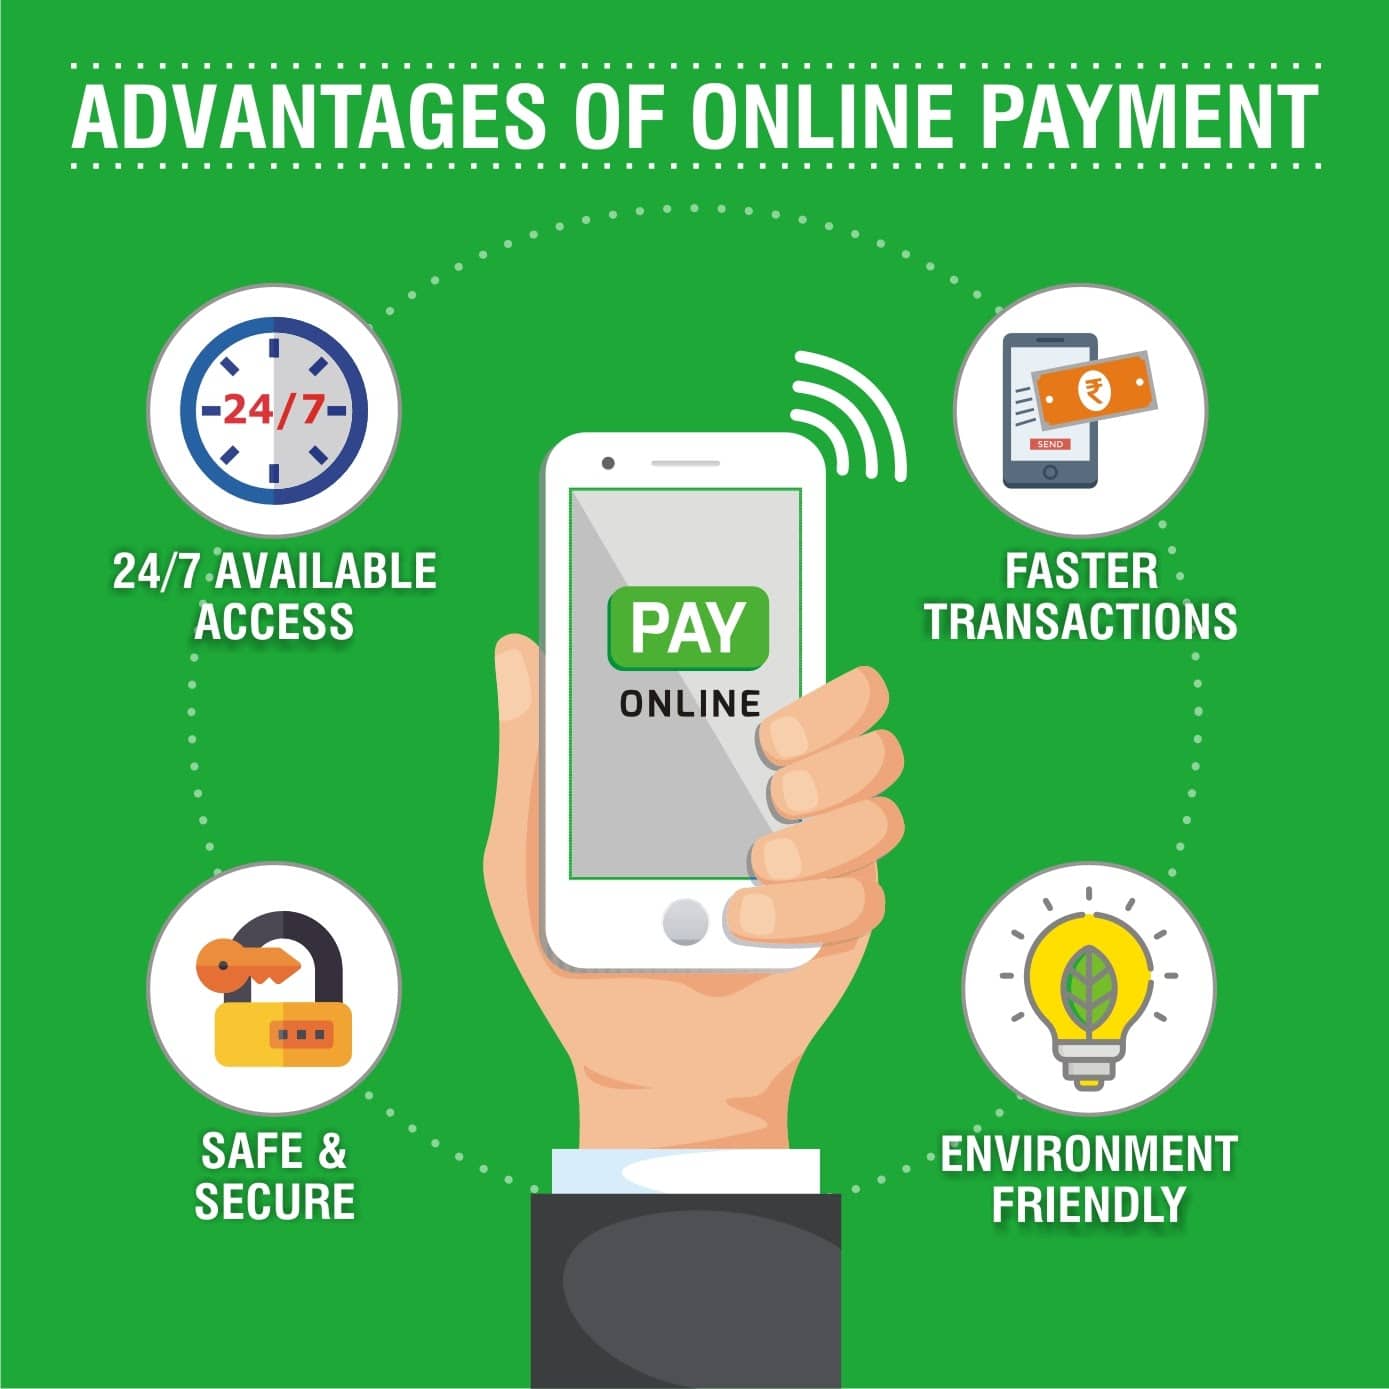 ADVANTAGES OF ONLINE PAYMENT
24/7
24/7 AVAILABLE
ACCESS
₹
SEND
FASTER
TRANSACTIONS
PAY
ONLINE
SAFE &
SECURE
ENVIRONMENT
FRIENDLY